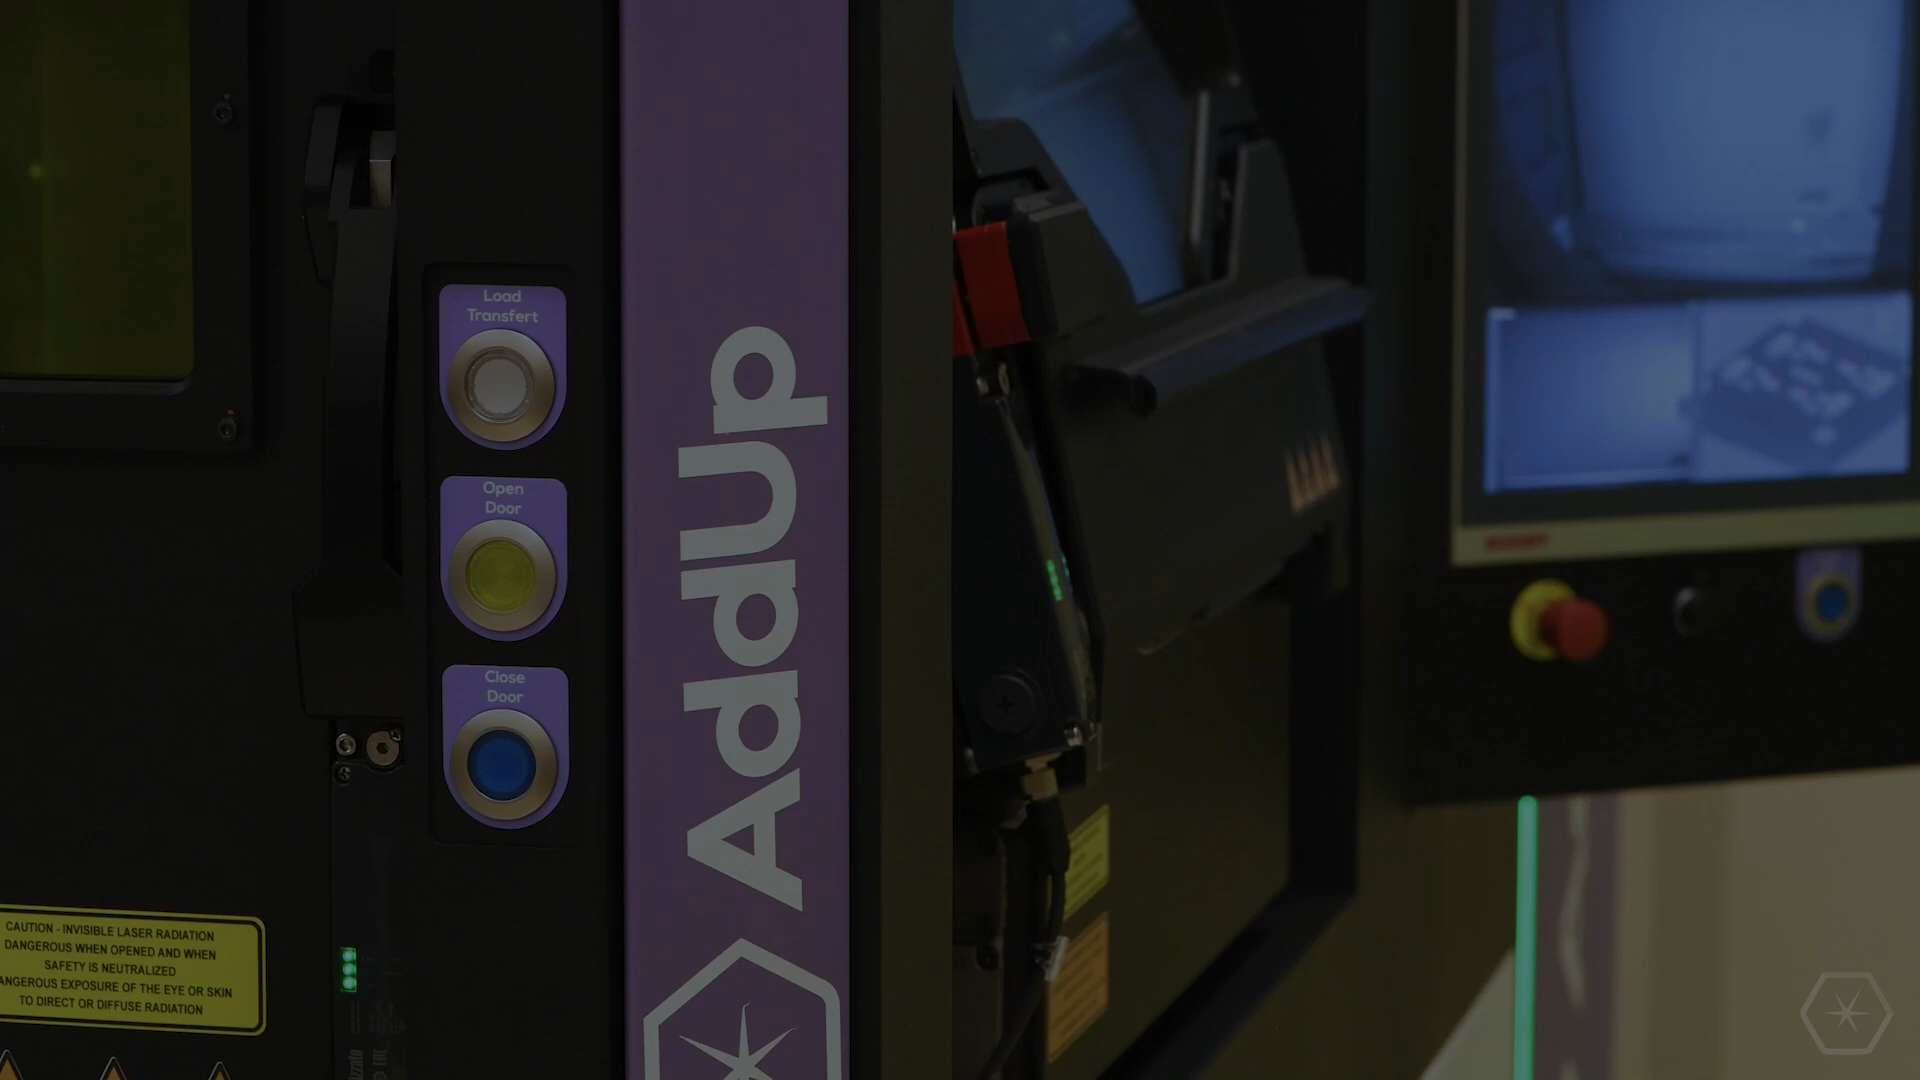 Load
Transfert
Open
Door
Close
Door
AddUp
CAUTION - INVISIBLE LASER RADIATION
DANGEROUS WHEN OPENED AND WHEN
SAFETY IS NEUTRALIZED
ANGEROUS EXPOSURE OF THE EYE OR SKIN
TO DIRECT OR DIFFUSE RADIATION